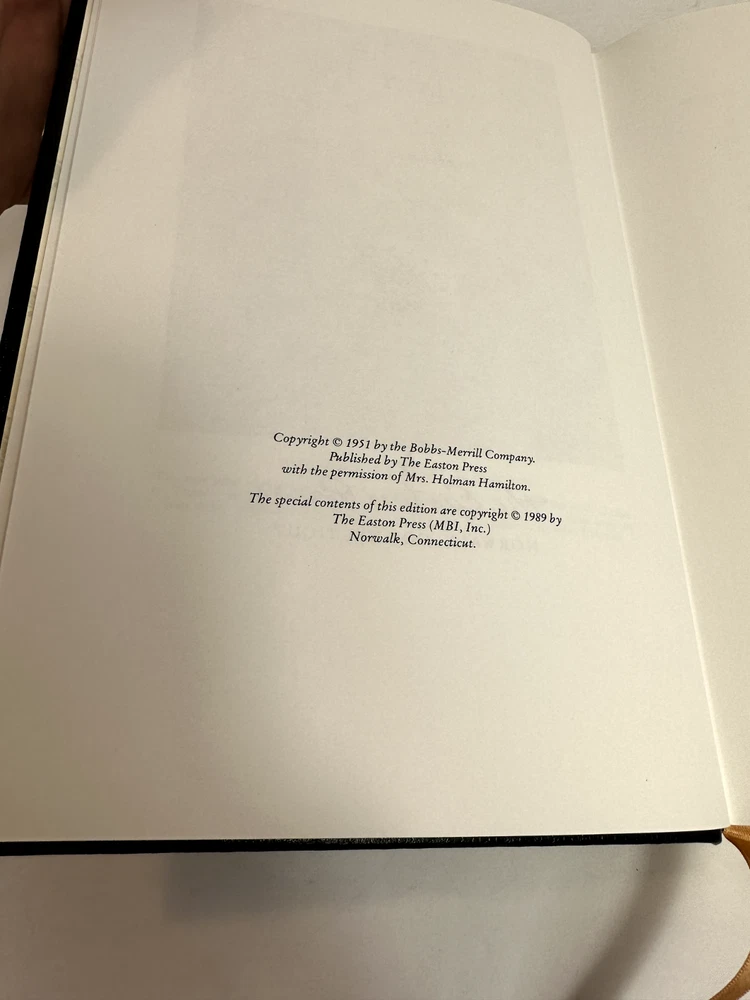 Copyright © 1951 by the Bobbs-Merrill Company.
Published by The Easton Press
with the permission of Mrs. Holman Hamilton.
The special contents of this edition are copyright © 1989 by
The Easton Press (MBI, Inc.)
Norwalk, Connecticut.